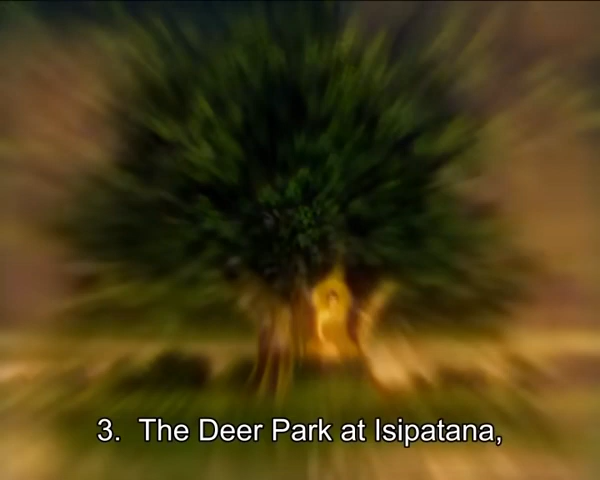 3. The Deer Park at Isipatana,